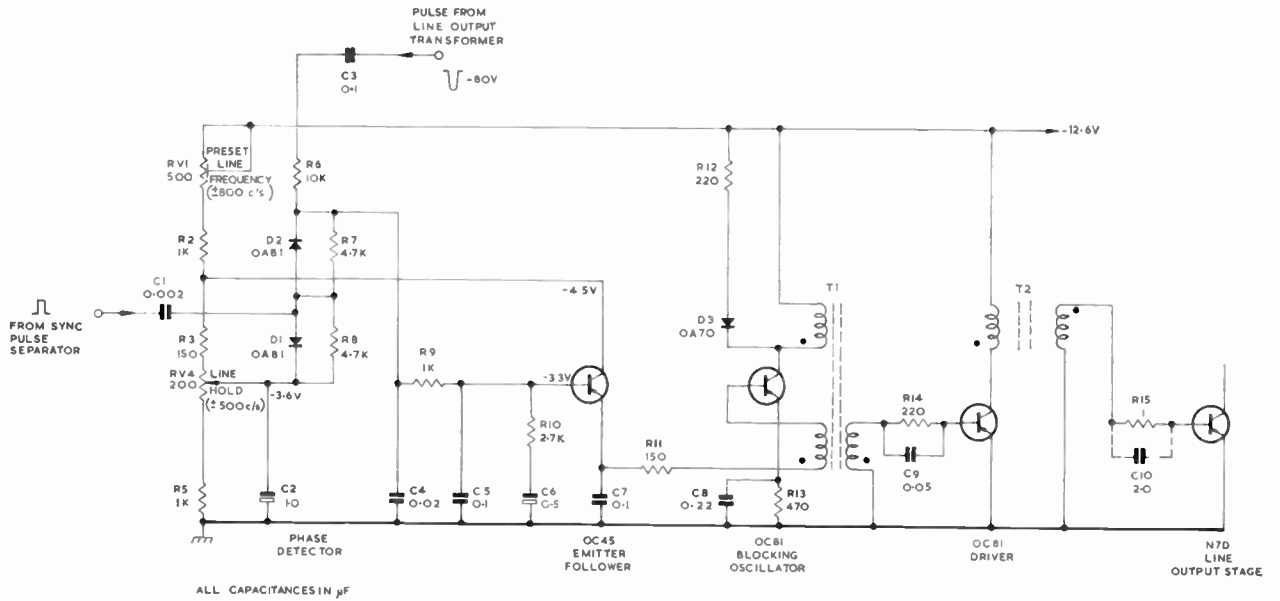 PULSE FROM
LINE OUTPUT
TRANSFORMER
C3
0·1
-80V
-12·6V
RV1
500
PRESET
LINE
FREQUENCY
(±800 c/s)
R6
10K
R12
220
R2
1K
D2
OA81
R7
4·7K
C1
0·002
-4·5V
T1
T2
FROM SYNC
PULSE
SEPARATOR
R3
150
D1
OA81
R8
4·7K
D3
OA70
RV4
200
LINE
HOLD
(±500c/s)
-3·6V
R9
1K
-3·3V
R10
2·7K
R11
150
R14
220
C9
0·05
R15
1
C10
2·0
R5
1K
C2
1·0
C4
0·02
C5
0·1
C6
0·5
C7
0·1
C8
0·22
R13
470
PHASE
DETECTOR
OC45
EMITTER
FOLLOWER
OC81
BLOCKING
OSCILLATOR
OC81
DRIVER
N7D
LINE
OUTPUT STAGE
ALL CAPACITANCES IN µF